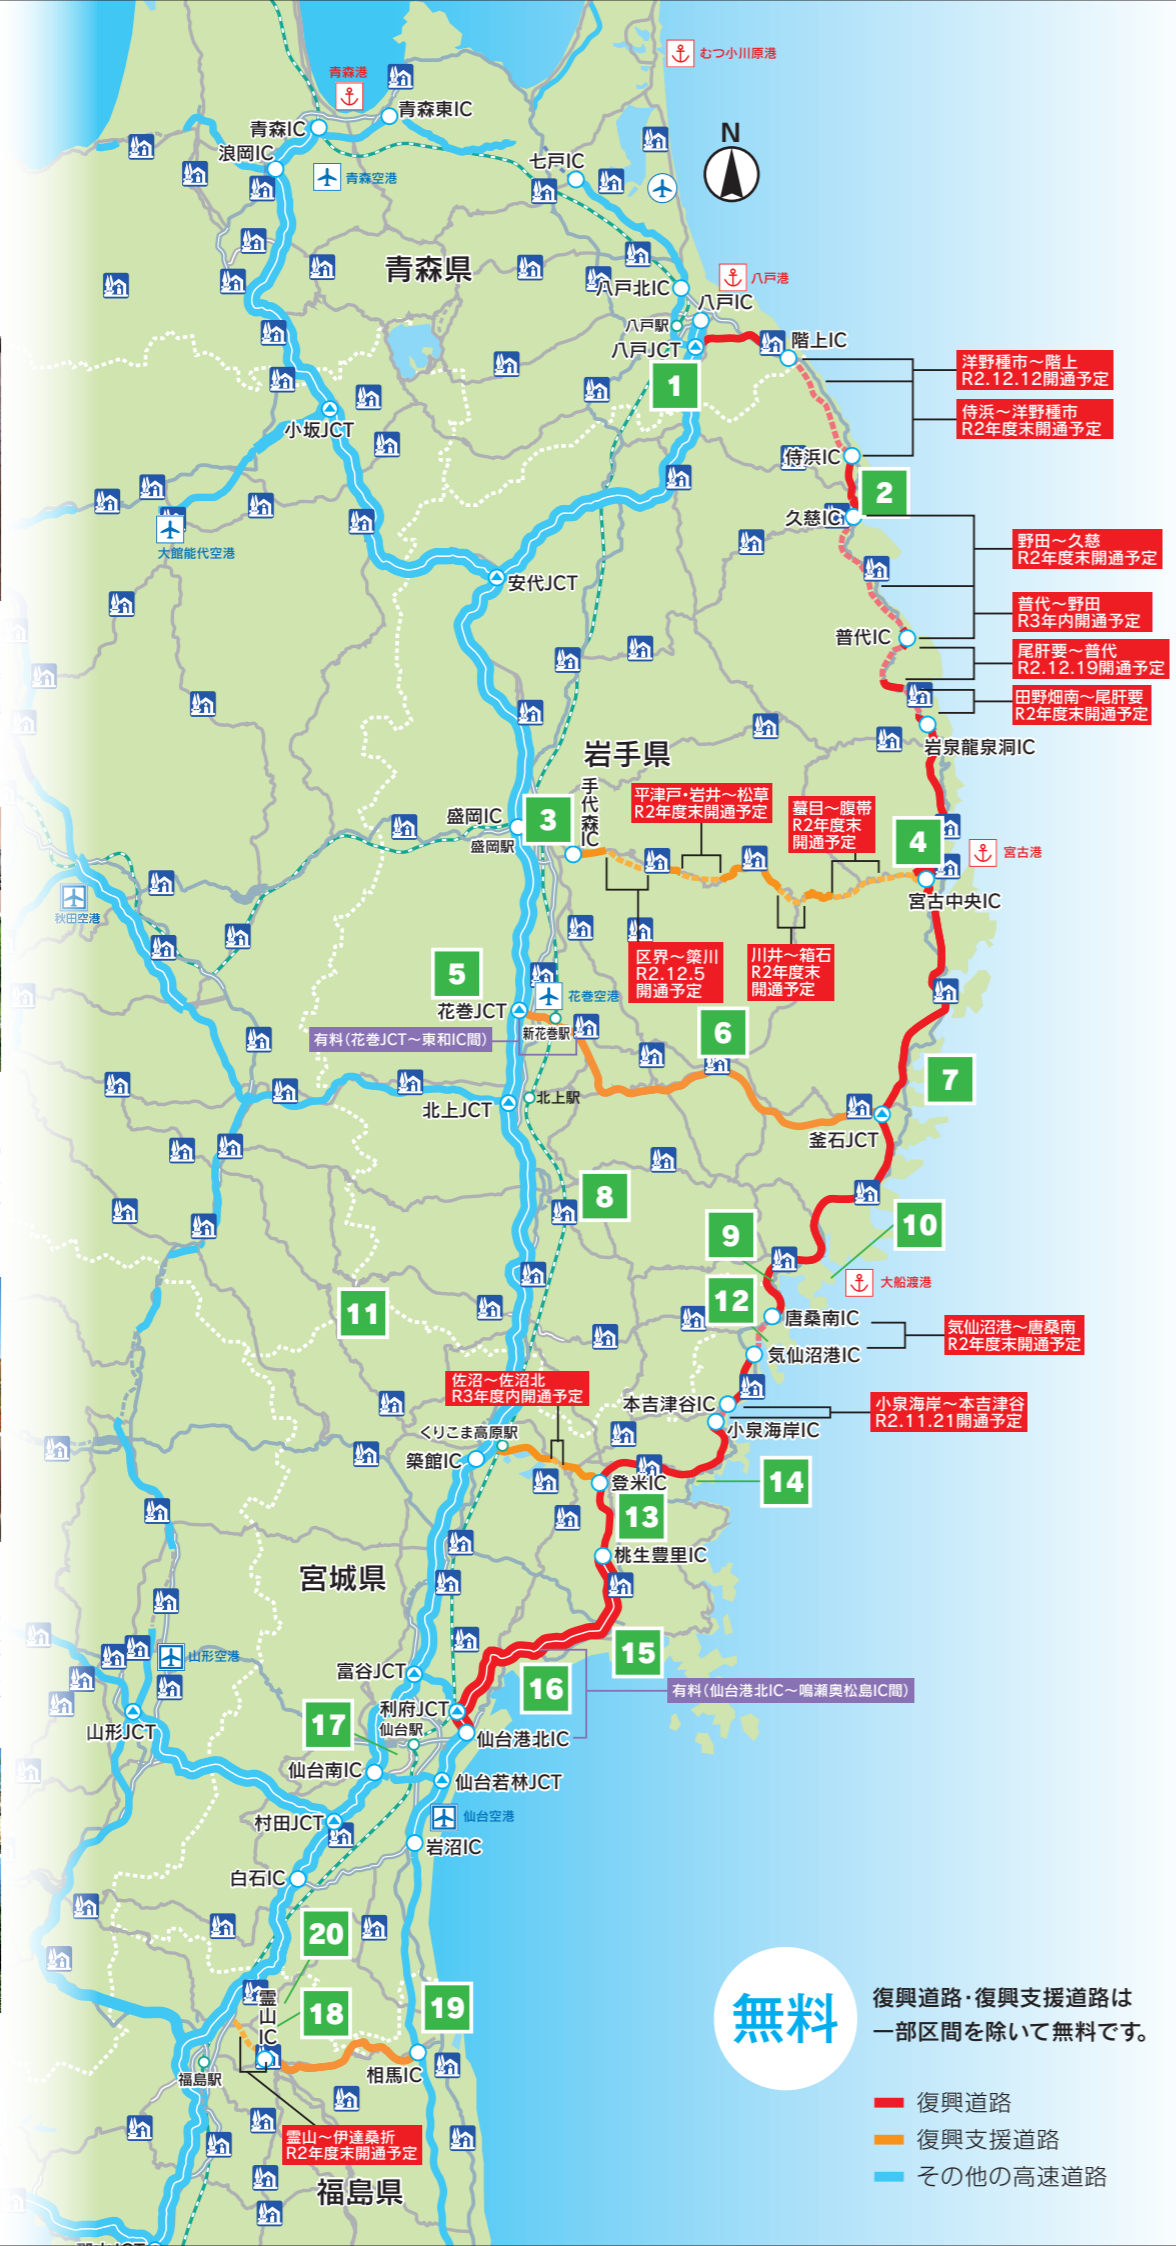 むつ小川原港
青森港
青森東IC
青森IC
浪岡IC
青森空港
七戸IC
N
青森県
八戸港
八戸北IC
八戸IC
八戸駅
八戸JCT
階上IC
1
洋野種市～階上
R2.12.12開通予定
侍浜～洋野種市
R2年度末開通予定
小坂JCT
侍浜IC
2
久慈IC
大館能代空港
安代JCT
野田～久慈
R2年度末開通予定
普代～野田
R3年内開通予定
普代IC
尾肝要～普代
R2.12.19開通予定
田野畑南～尾肝要
R2年度末開通予定
岩泉龍泉洞IC
岩手県
手代森IC
平津戸・岩井～松草
R2年度末開通予定
蟇目～腹帯
R2年度末
開通予定
盛岡IC
3
盛岡駅
4
宮古港
宮古中央IC
秋田空港
区界～簗川
R2.12.5
開通予定
川井～箱石
R2年度末
開通予定
5
花巻空港
花巻JCT
新花巻駅
有料（花巻JCT～東和IC間）
6
7
北上JCT
北上駅
釜石JCT
8
9
10
大船渡港
11
12
唐桑南IC
気仙沼港IC
気仙沼港～唐桑南
R2年度末開通予定
佐沼～佐沼北
R3年度内開通予定
本吉津谷IC
小泉海岸IC
小泉海岸～本吉津谷
R2.11.21開通予定
くりこま高原駅
築館IC
登米IC
14
13
桃生豊里IC
宮城県
15
山形空港
富谷JCT
16
有料（仙台港北IC～鳴瀬奥松島IC間）
利府JCT
仙台駅
17
仙台港北IC
山形JCT
仙台南IC
仙台若林JCT
仙台空港
村田JCT
岩沼IC
白石IC
20
霊山IC
18
19
相馬IC
福島駅
霊山～伊達桑折
R2年度末開通予定
福島県
無料
復興道路・復興支援道路は
一部区間を除いて無料です。
復興道路
復興支援道路
その他の高速道路